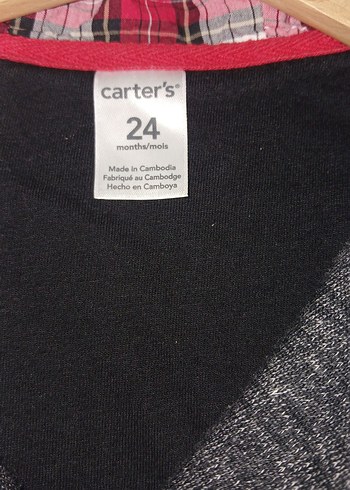 carter's®
24
months/mois
Made in Cambodia
Fabriqué au Cambodge
Hecho en Camboya